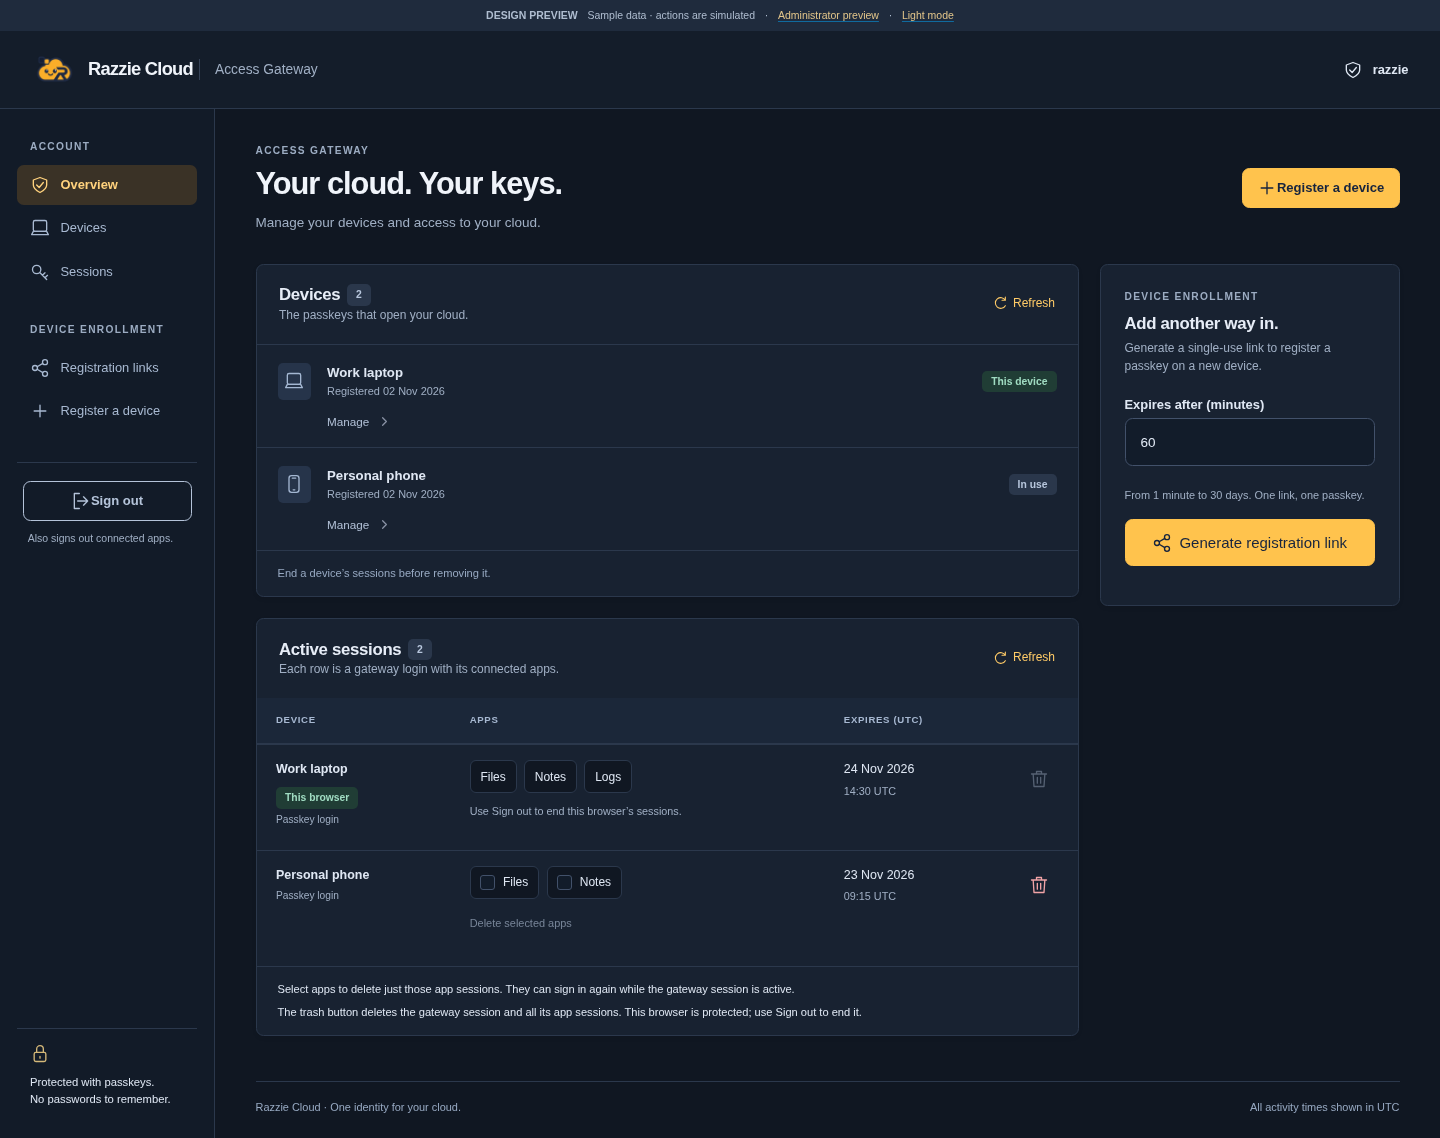 DESIGN PREVIEW Sample data · actions are simulated · Administrator preview · Light mode
Razzie Cloud Access Gateway
razzie
ACCOUNT
Overview
Devices
Sessions
DEVICE ENROLLMENT
Registration links
Register a device
Sign out
Also signs out connected apps.
Protected with passkeys.
No passwords to remember.
ACCESS GATEWAY
Your cloud. Your keys.
Manage your devices and access to your cloud.
Register a device
Devices 2
The passkeys that open your cloud.
Refresh
Work laptop
Registered 02 Nov 2026
This device
Manage
Personal phone
Registered 02 Nov 2026
In use
Manage
End a device’s sessions before removing it.
DEVICE ENROLLMENT
Add another way in.
Generate a single-use link to register a
passkey on a new device.
Expires after (minutes)
60
From 1 minute to 30 days. One link, one passkey.
Generate registration link
Active sessions 2
Each row is a gateway login with its connected apps.
Refresh
DEVICE APPS EXPIRES (UTC)
Work laptop
This browser
Passkey login
Files Notes Logs
Use Sign out to end this browser’s sessions.
24 Nov 2026
14:30 UTC
Personal phone
Passkey login
Files Notes
Delete selected apps
23 Nov 2026
09:15 UTC
Select apps to delete just those app sessions. They can sign in again while the gateway session is active.
The trash button deletes the gateway session and all its app sessions. This browser is protected; use Sign out to end it.
Razzie Cloud · One identity for your cloud.
All activity times shown in UTC